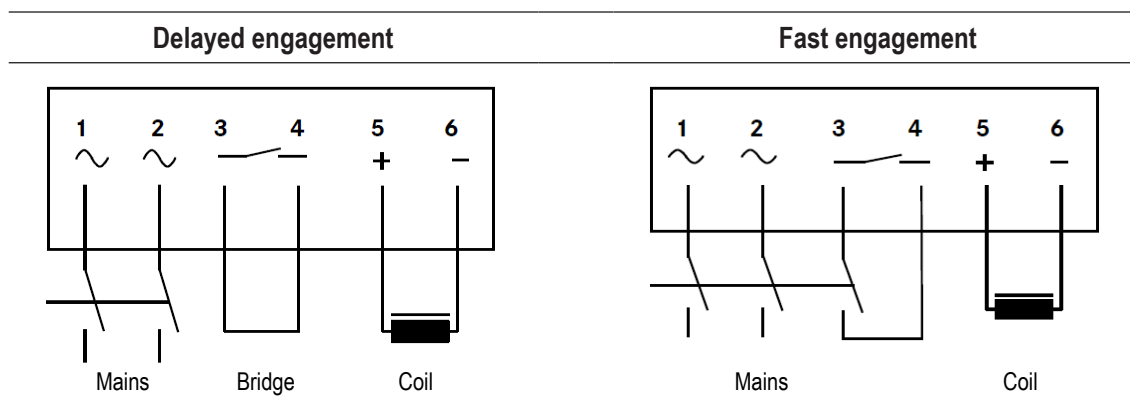 Delayed engagement
Fast engagement
1 2 3 4 5 6
+ −
Mains Bridge Coil
1 2 3 4 5 6
+ −
Mains Coil